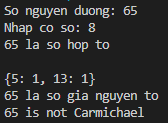 So nguyen duong: 65
Nhap co so: 8
65 la so hop to
{5: 1, 13: 1}
65 la so gia nguyen to
65 is not Carmichael